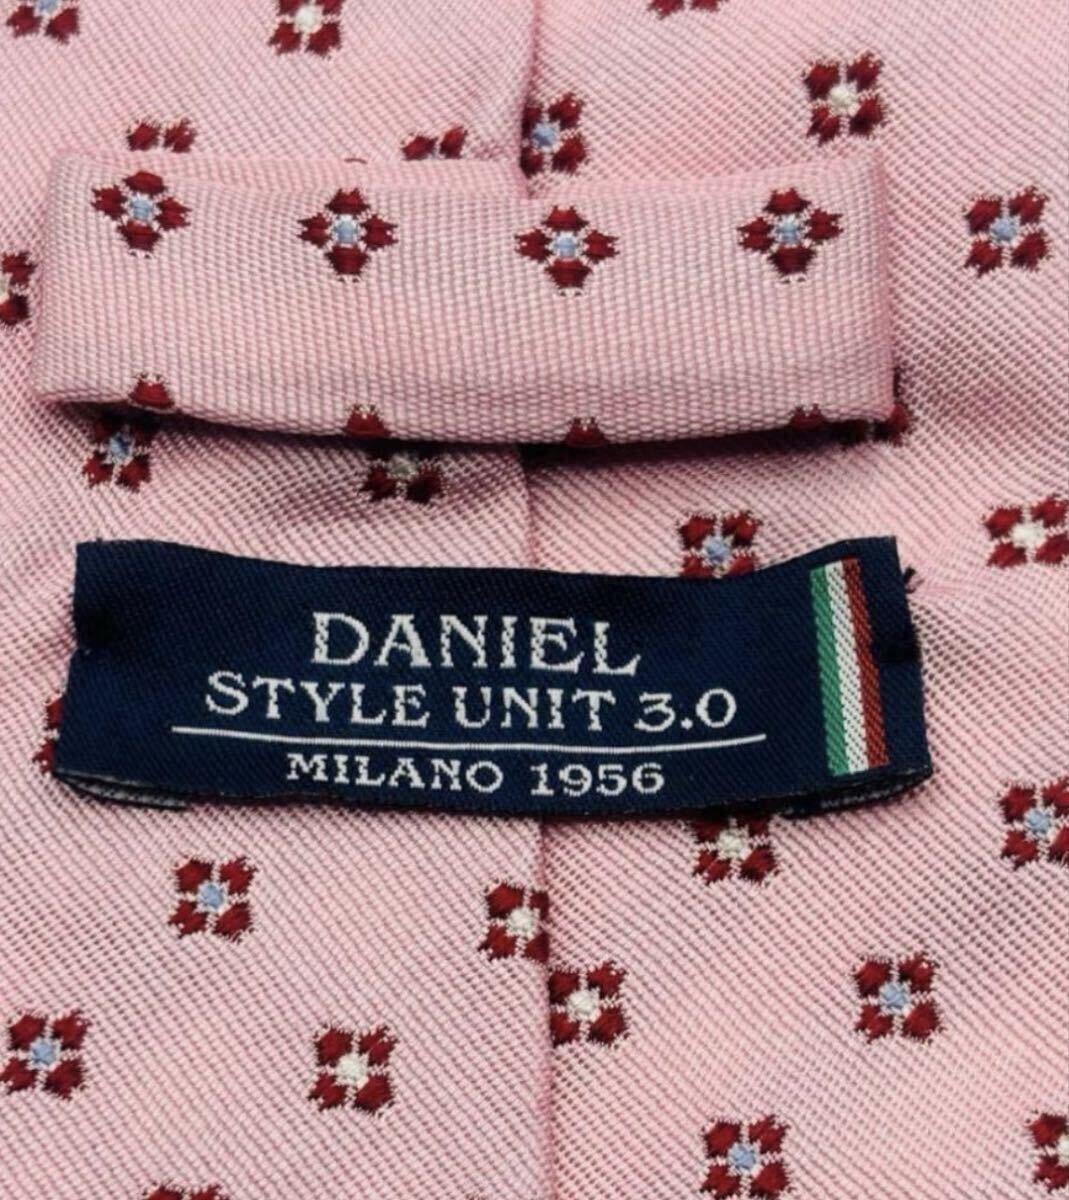 DANIEL
STYLE UNIT 3.0
MILANO 1956